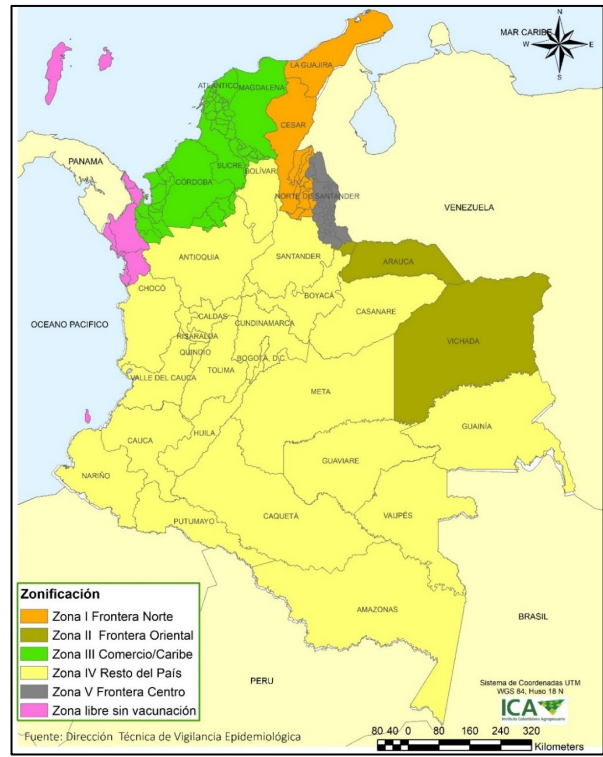 MAR CARIBE
N
W
E
S
LA GUAJIRA
ATLÁNTICO
MAGDALENA
CESAR
PANAMA
SUCRE
BOLÍVAR
CÓRDOBA
NORTE DE SANTANDER
VENEZUELA
ANTIOQUIA
SANTANDER
ARAUCA
CHOCÓ
BOYACÁ
CASANARE
OCEANO PACIFICO
CALDAS
CUNDINAMARCA
RISARALDA
VICHADA
QUINDIO
BOGOTÁ, D.C.
VALLE DEL CAUCA
TOLIMA
META
GUAINÍA
CAUCA
HUILA
GUAVIARE
NARIÑO
VAUPÉS
PUTUMAYO
CAQUETÁ
AMAZONAS
BRASIL
PERU
Zonificación
Zona I Frontera Norte
Zona II Frontera Oriental
Zona III Comercio/Caribe
Zona IV Resto del País
Zona V Frontera Centro
Zona libre sin vacunación
Fuente: Dirección Técnica de Vigilancia Epidemiológica
Sistema de Coordenadas UTM
WGS 84, Huso 18 N
ICA
Instituto Colombiano Agropecuario
80 40 0 80 160 240 320
Kilometers